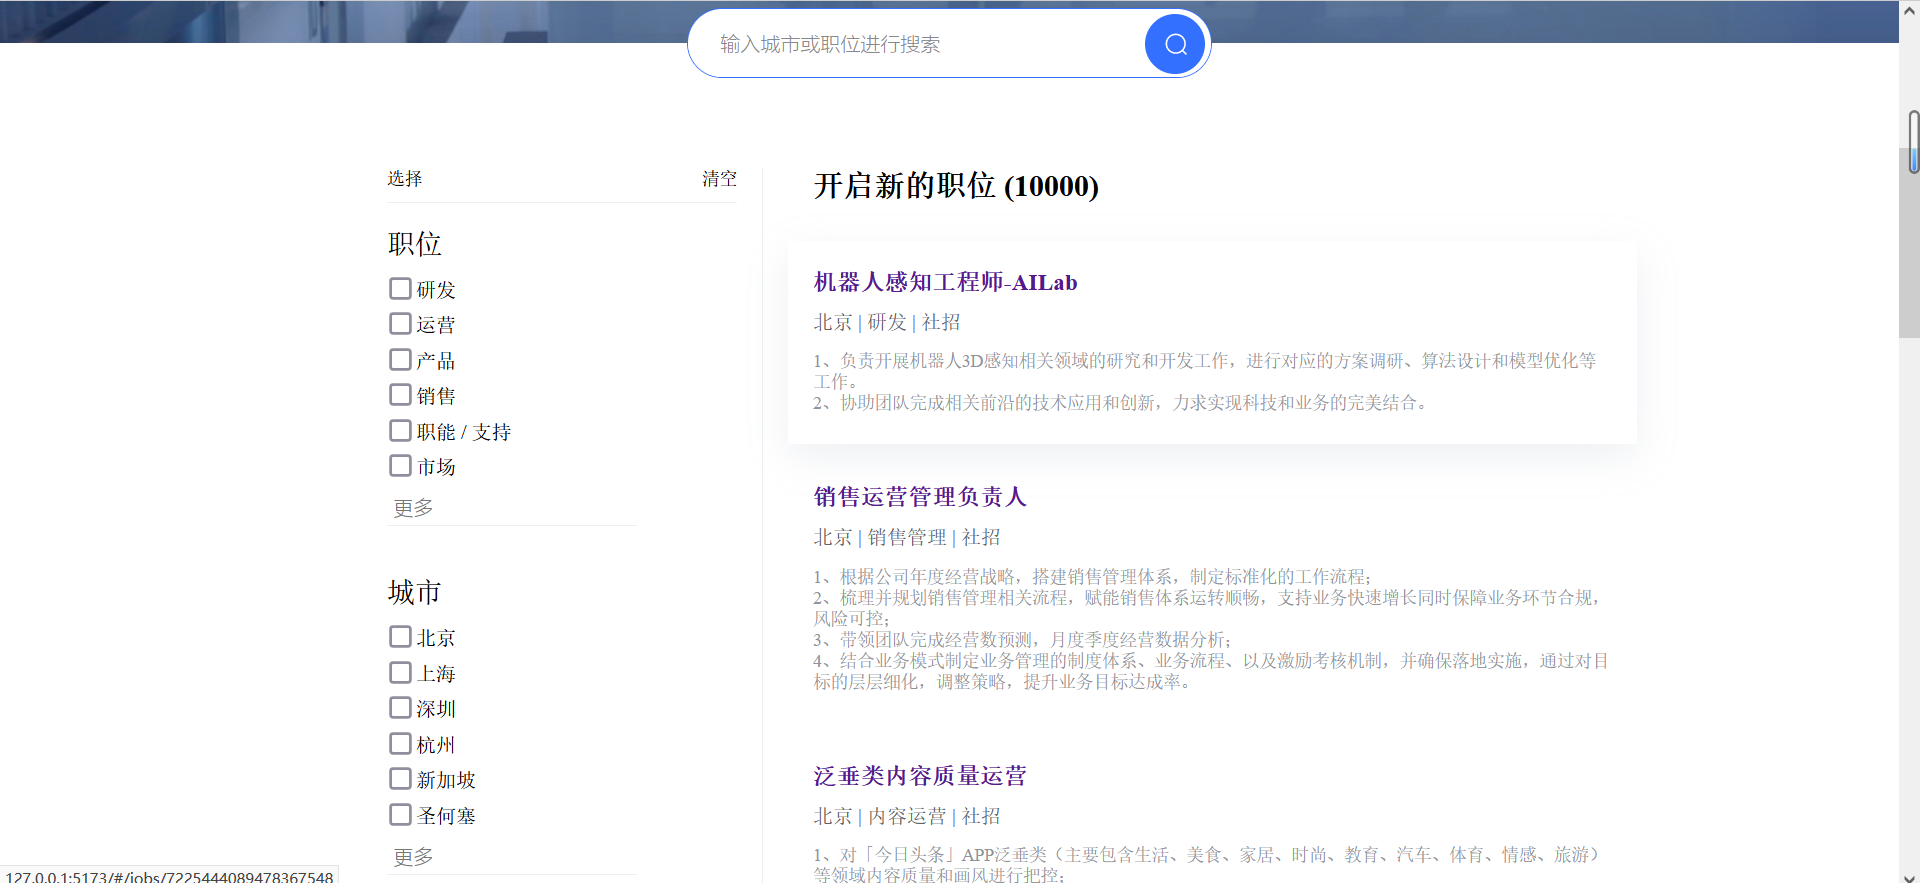 输入城市或职位进行搜索
选择
清空
职位
研发
运营
产品
销售
职能 / 支持
市场
更多
城市
北京
上海
深圳
杭州
新加坡
圣何塞
更多
开启新的职位 (10000)
机器人感知工程师-AILab
北京 | 研发 | 社招
1、负责开展机器人3D感知相关领域的研究和开发工作，进行对应的方案调研、算法设计和模型优化等
工作。
2、协助团队完成相关前沿的技术应用和创新，力求实现科技和业务的完美结合。
销售运营管理负责人
北京 | 销售管理 | 社招
1、根据公司年度经营战略，搭建销售管理体系，制定标准化的工作流程；
2、梳理并规划销售管理相关流程，赋能销售体系运转顺畅，支持业务快速增长同时保障业务环节合规，
风险可控；
3、带领团队完成经营数预测，月度季度经营数据分析；
4、结合业务模式制定业务管理的制度体系、业务流程、以及激励考核机制，并确保落地实施，通过对目
标的层层细化，调整策略，提升业务目标达成率。
泛垂类内容质量运营
北京 | 内容运营 | 社招
1、对「今日头条」APP泛垂类（主要包含生活、美食、家居、时尚、教育、汽车、体育、情感、旅游）
等领域内容质量和画风进行把控；
127.0.0.1:5173/#/jobs/7225444089478367548